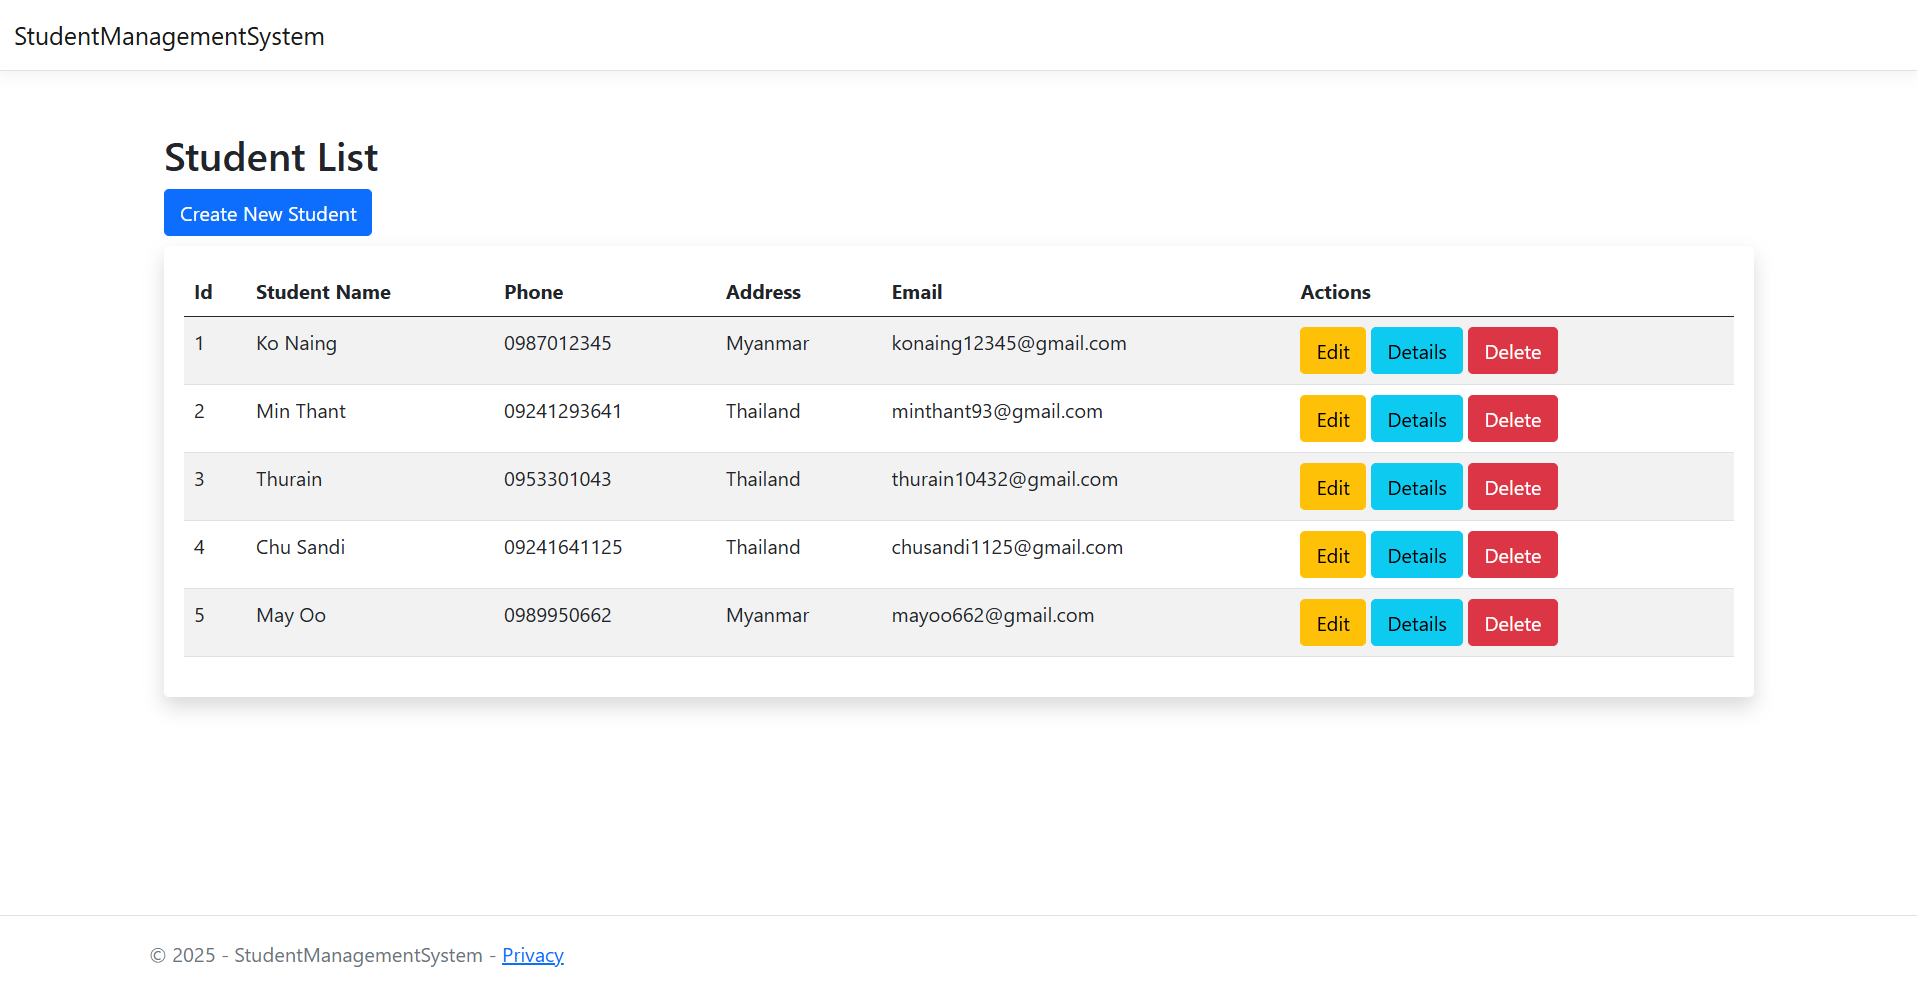 StudentManagementSystem
Student List
Create New Student
Id Student Name Phone Address Email Actions
1 Ko Naing 0987012345 Myanmar konaing12345@gmail.com Edit Details Delete
2 Min Thant 09241293641 Thailand minthant93@gmail.com Edit Details Delete
3 Thurain 0953301043 Thailand thurain10432@gmail.com Edit Details Delete
4 Chu Sandi 09241641125 Thailand chusandi1125@gmail.com Edit Details Delete
5 May Oo 0989950662 Myanmar mayoo662@gmail.com Edit Details Delete
© 2025 - StudentManagementSystem - Privacy